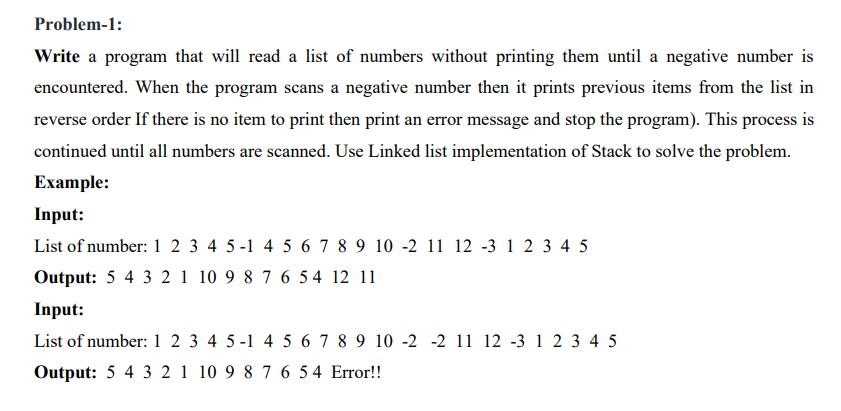 Problem-1:
Write a program that will read a list of numbers without printing them until a negative number is
encountered. When the program scans a negative number then it prints previous items from the list in
reverse order If there is no item to print then print an error message and stop the program). This process is
continued until all numbers are scanned. Use Linked list implementation of Stack to solve the problem.
Example:
Input:
List of number: 1 2 3 4 5 -1 4 5 6 7 8 9 10 -2 11 12 -3 1 2 3 4 5
Output: 5 4 3 2 1 10 9 8 7 6 5 4 12 11
Input:
List of number: 1 2 3 4 5 -1 4 5 6 7 8 9 10 -2 -2 11 12 -3 1 2 3 4 5
Output: 5 4 3 2 1 10 9 8 7 6 5 4 Error!!